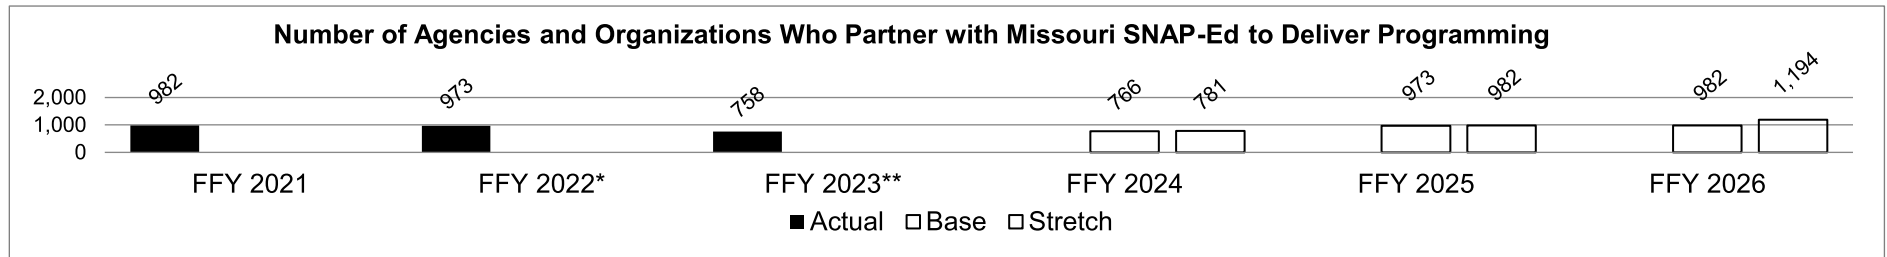 Number of Agencies and Organizations Who Partner with Missouri SNAP-Ed to Deliver Programming
982 973 758 766 781 973 982 982 1,194
2,000
1,000
0
FFY 2021 FFY 2022* FFY 2023** FFY 2024 FFY 2025 FFY 2026
Actual Base Stretch